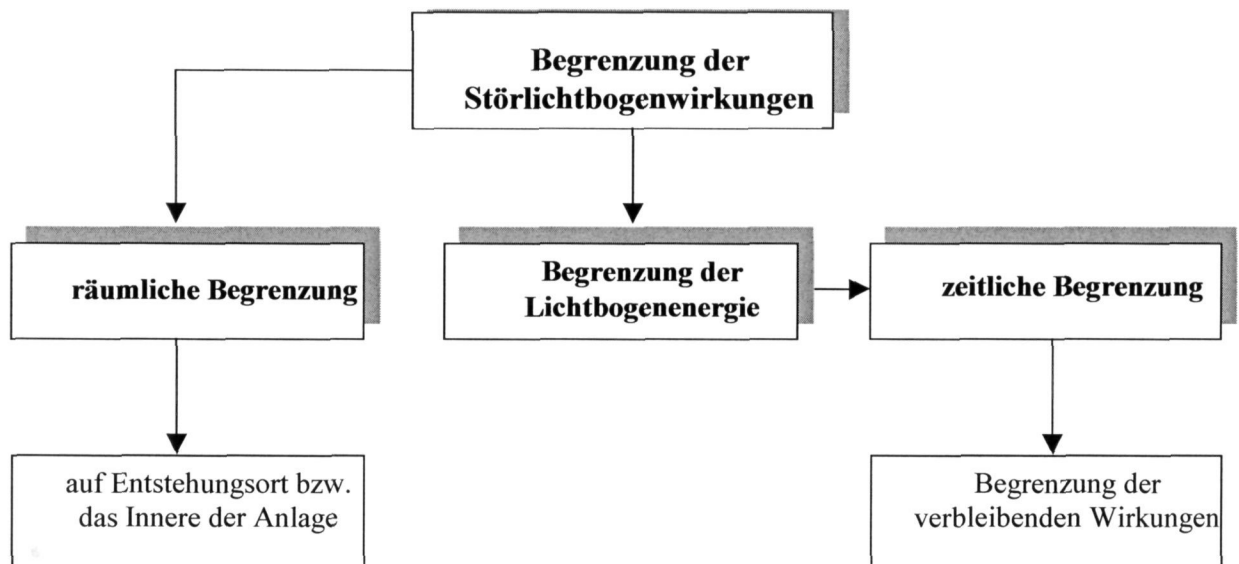 Begrenzung der
Störlichtbogenwirkungen
räumliche Begrenzung
Begrenzung der
Lichtbogenenergie
zeitliche Begrenzung
auf Entstehungsort bzw.
das Innere der Anlage
Begrenzung der
verbleibenden Wirkungen